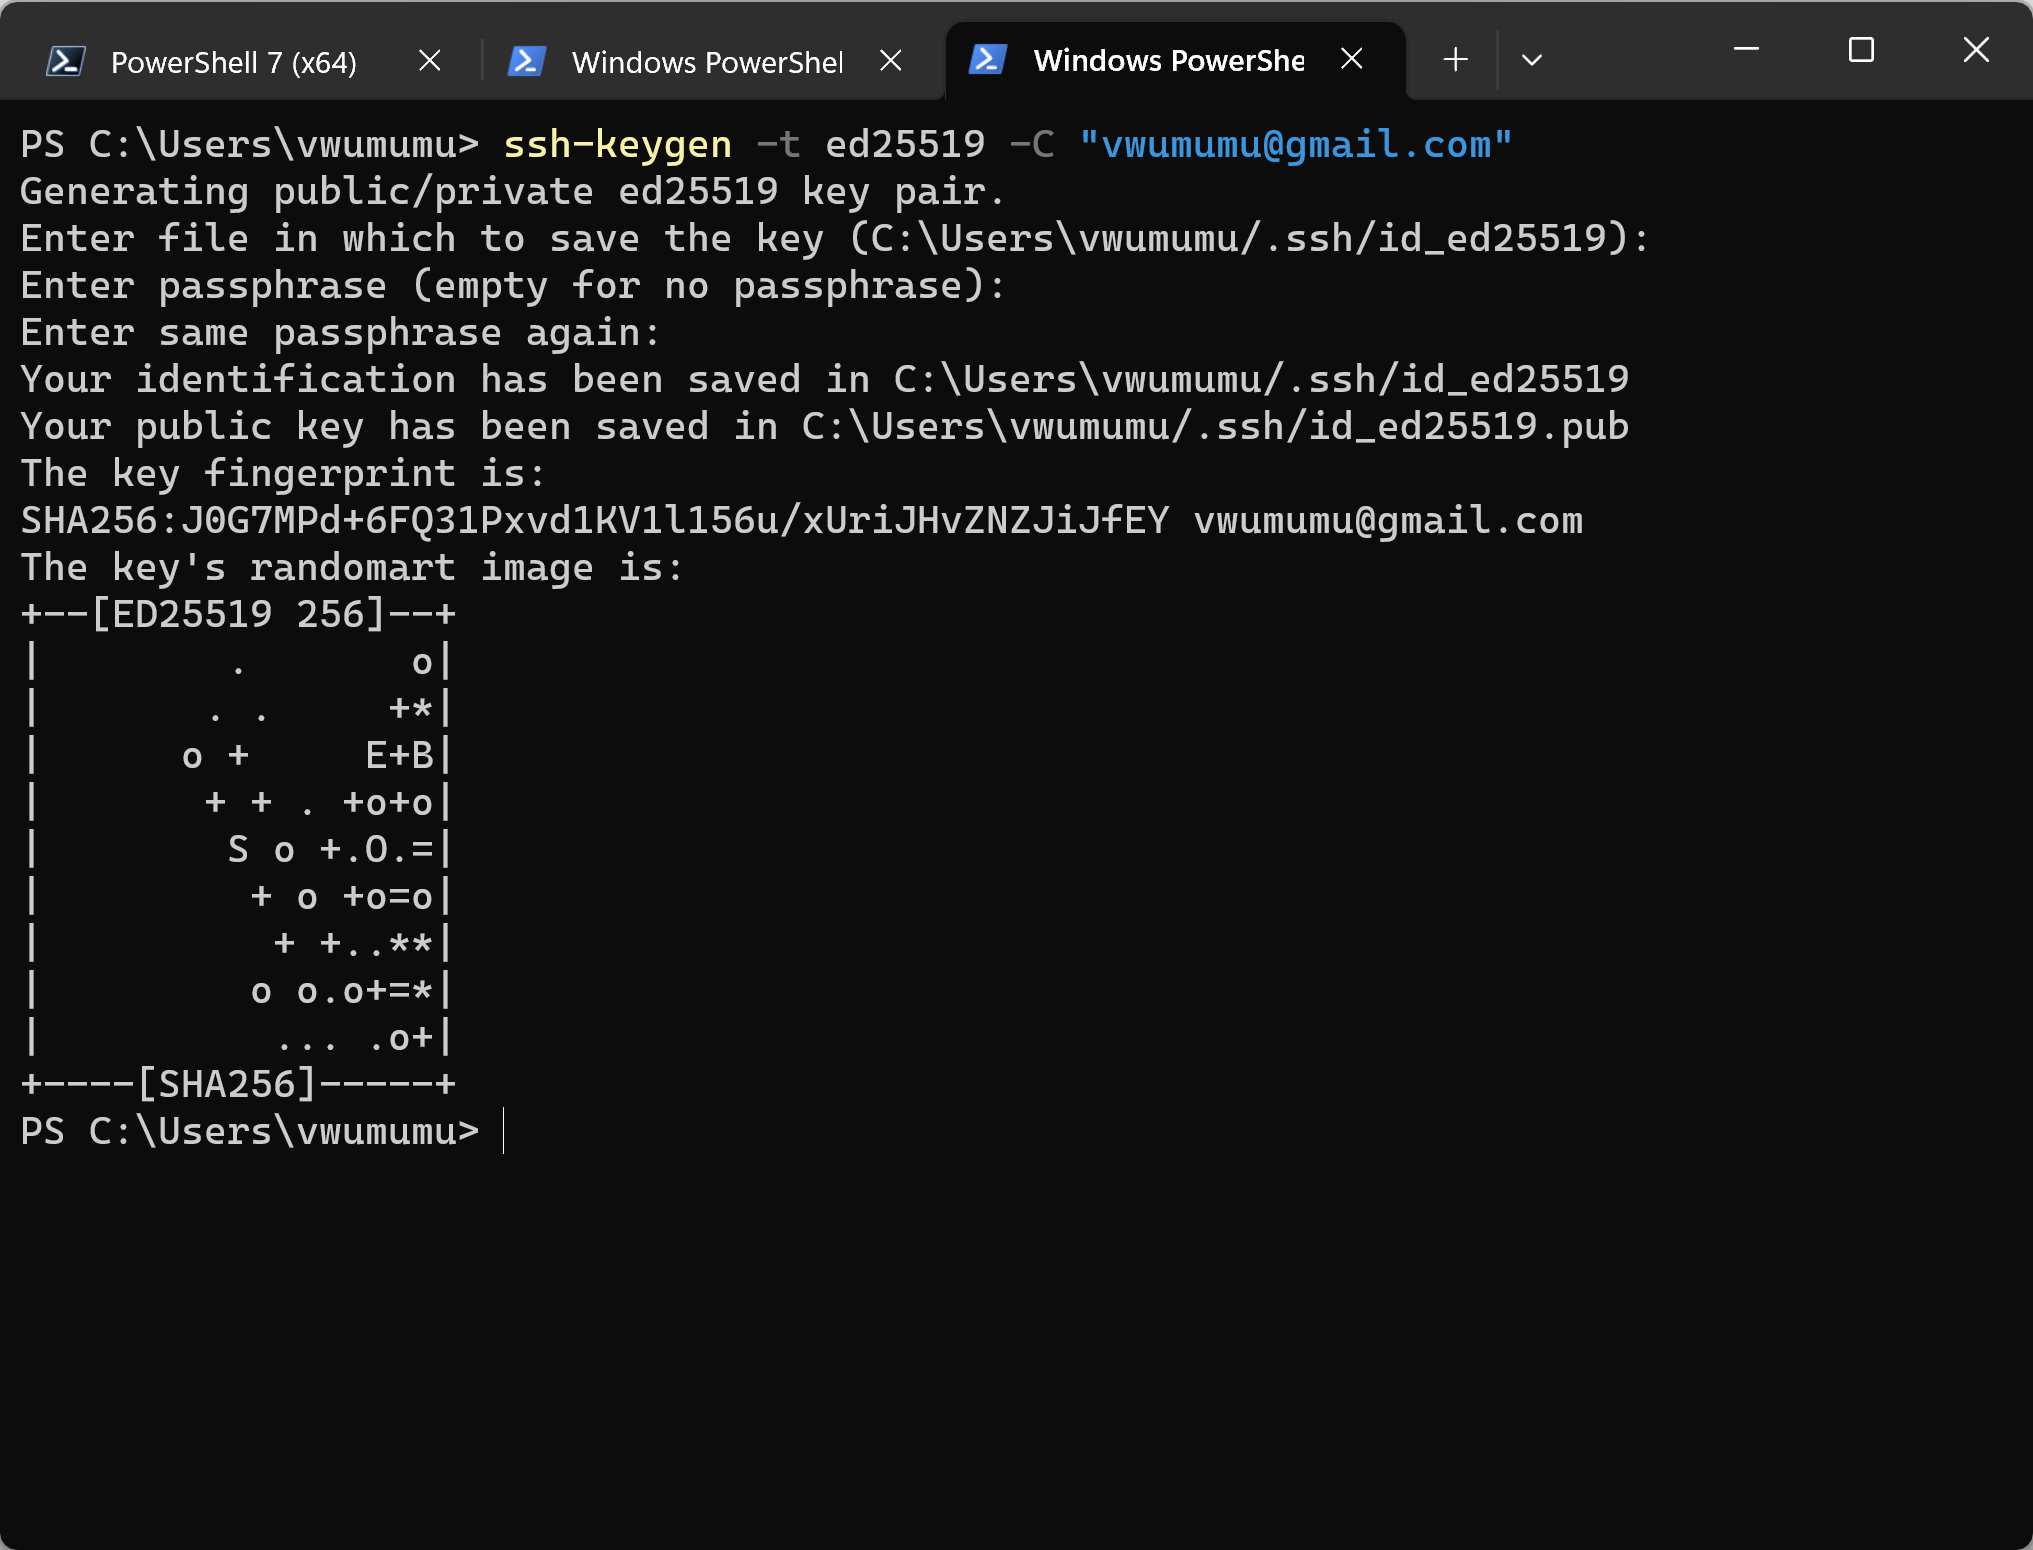 PowerShell 7 (x64)
Windows PowerShel
Windows PowerShe
PS C:\Users\vwumumu> ssh-keygen -t ed25519 -C "vwumumu@gmail.com"
Generating public/private ed25519 key pair.
Enter file in which to save the key (C:\Users\vwumumu/.ssh/id_ed25519):
Enter passphrase (empty for no passphrase):
Enter same passphrase again:
Your identification has been saved in C:\Users\vwumumu/.ssh/id_ed25519
Your public key has been saved in C:\Users\vwumumu/.ssh/id_ed25519.pub
The key fingerprint is:
SHA256:J0G7MPd+6FQ31Pxvd1KV1l156u/xUriJHvZNZJiJfEY vwumumu@gmail.com
The key's randomart image is:
+--[ED25519 256]--+
|        .       o|
|       . .     +*|
|      o +     E+B|
|       + + . +o+o|
|        S o +.O.=|
|         + o +o=o|
|          + +..**|
|         o o.o+=*|
|          ... .o+|
+----[SHA256]-----+
PS C:\Users\vwumumu>